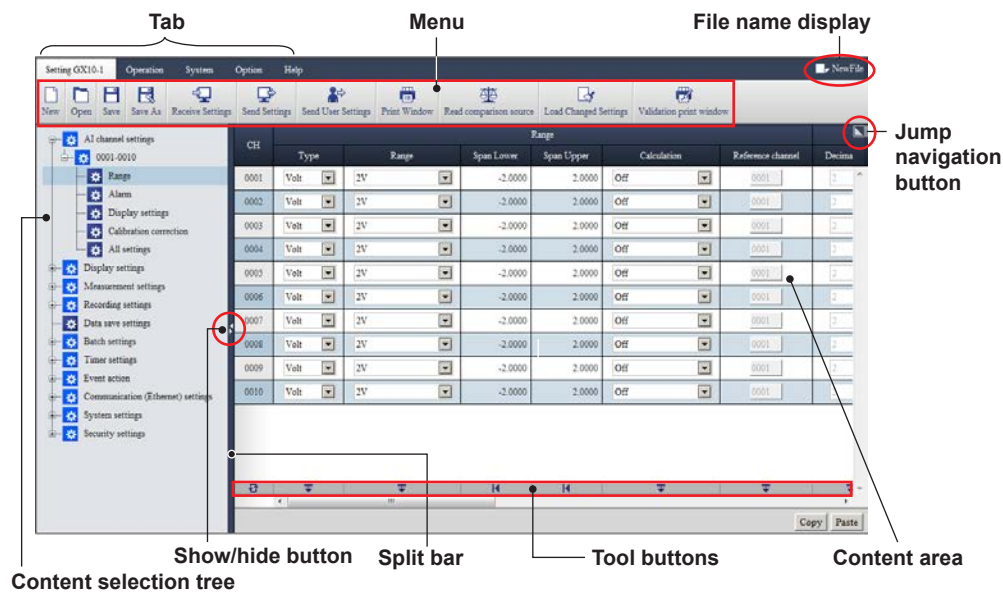 Tab Menu File name display
Setting GX10-1 Operation System Option Help NewFile
New Open Save Save As Receive Settings Send Settings Send User Settings Print Window Read comparison source Load Changed Settings Validation print window
Jump
navigation
button
AI channel settings
0001-0010
Range
Alarm
Display settings
Calibration correction
All settings
Display settings
Measurement settings
Recording settings
Data save settings
Batch settings
Timer settings
Event action
Communication (Ethernet) settings
System settings
Security settings
CH Range
Type Range Span Lower Span Upper Calculation Reference channel Decima
0001 Volt 2V -2.0000 2.0000 Off 0001 2
0002 Volt 2V -2.0000 2.0000 Off 0001 2
0003 Volt 2V -2.0000 2.0000 Off 0001 2
0004 Volt 2V -2.0000 2.0000 Off 0001 2
0005 Volt 2V -2.0000 2.0000 Off 0001 2
0006 Volt 2V -2.0000 2.0000 Off 0001 2
0007 Volt 2V -2.0000 2.0000 Off 0001 2
0008 Volt 2V -2.0000 2.0000 Off 0001 2
0009 Volt 2V -2.0000 2.0000 Off 0001 2
0010 Volt 2V -2.0000 2.0000 Off 0001 2
Copy Paste
Show/hide button Split bar Tool buttons Content area
Content selection tree